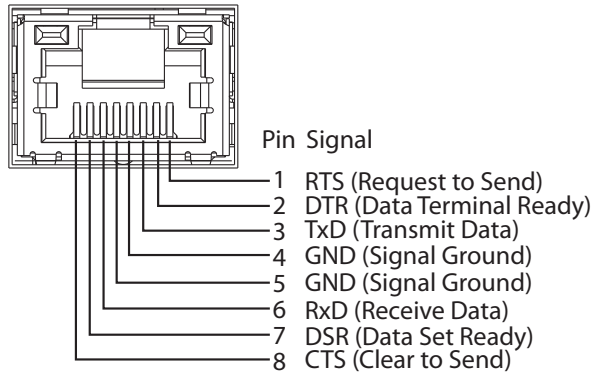 Pin Signal
1 RTS (Request to Send)
2 DTR (Data Terminal Ready)
3 TxD (Transmit Data)
4 GND (Signal Ground)
5 GND (Signal Ground)
6 RxD (Receive Data)
7 DSR (Data Set Ready)
8 CTS (Clear to Send)